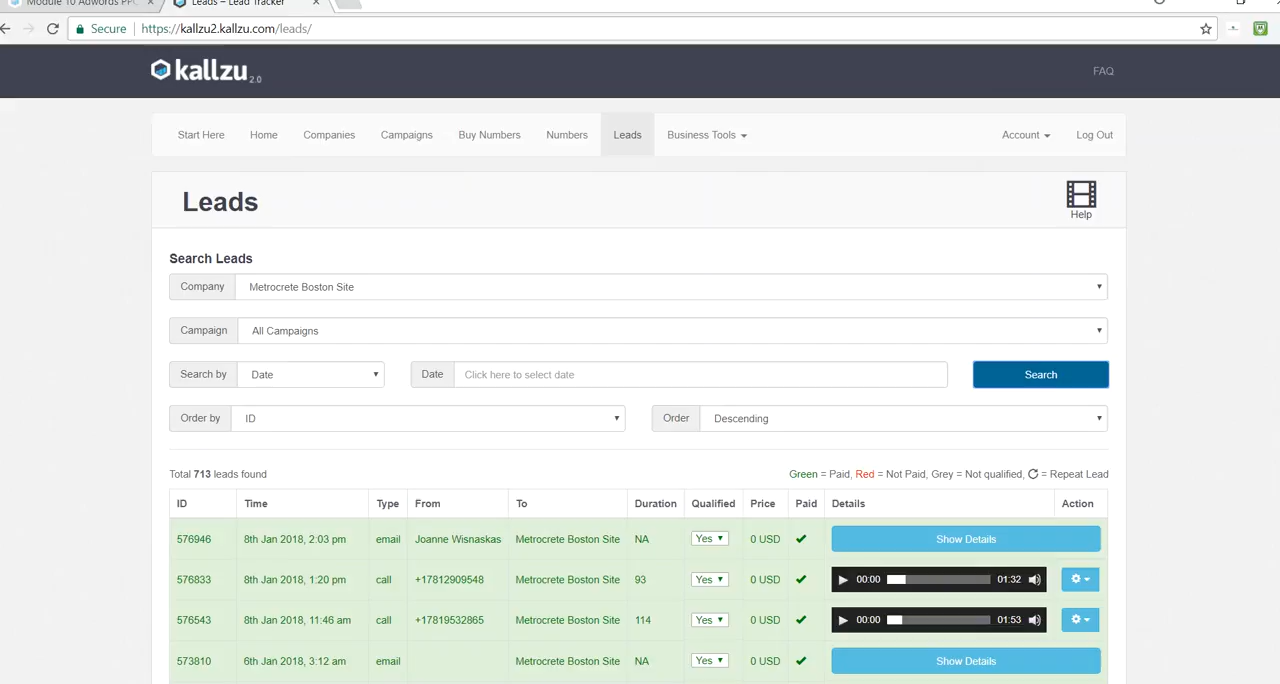 Module 10 Adwords PPC
Leads – Lead Tracker
Secure https://kallzu2.kallzu.com/leads/
kallzu 2.0
FAQ
Start Here Home Companies Campaigns Buy Numbers Numbers Leads Business Tools Account Log Out
Leads
Help
Search Leads
Company Metrocrete Boston Site
Campaign All Campaigns
Search by Date Date Click here to select date Search
Order by ID Order Descending
Total 713 leads found Green = Paid, Red = Not Paid, Grey = Not qualified, = Repeat Lead
ID Time Type From To Duration Qualified Price Paid Details Action
576946 8th Jan 2018, 2:03 pm email Joanne Wisnaskas Metrocrete Boston Site NA Yes 0 USD Show Details
576833 8th Jan 2018, 1:20 pm call +17812909548 Metrocrete Boston Site 93 Yes 0 USD 00:00 01:32
576543 8th Jan 2018, 11:46 am call +17819532865 Metrocrete Boston Site 114 Yes 0 USD 00:00 01:53
573810 6th Jan 2018, 3:12 am email Metrocrete Boston Site NA Yes 0 USD Show Details